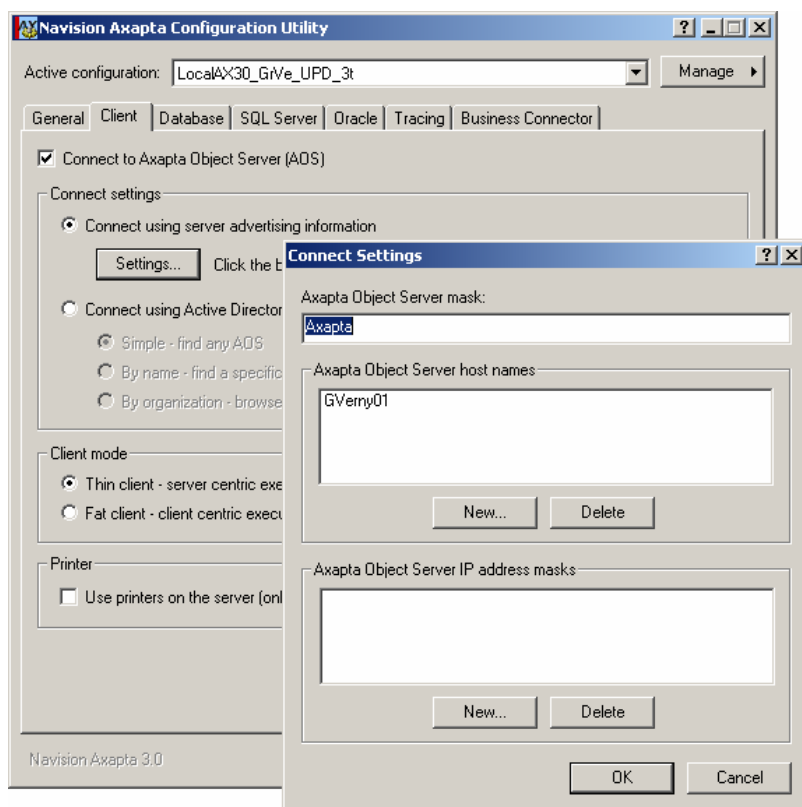 Navision Axapta Configuration Utility
Active configuration: LocalAX30_GrVe_UPD_3t Manage
General Client Database SQL Server Oracle Tracing Business Connector
Connect to Axapta Object Server (AOS)
Connect settings
Connect using server advertising information
Settings... Click the b
Connect using Active Director
Simple - find any AOS
By name - find a specific
By organization - browse
Client mode
Thin client - server centric exe
Fat client - client centric execu
Printer
Use printers on the server (onl
Navision Axapta 3.0
Connect Settings
Axapta Object Server mask:
Axapta
Axapta Object Server host names
GVerny01
New... Delete
Axapta Object Server IP address masks
New... Delete
OK Cancel